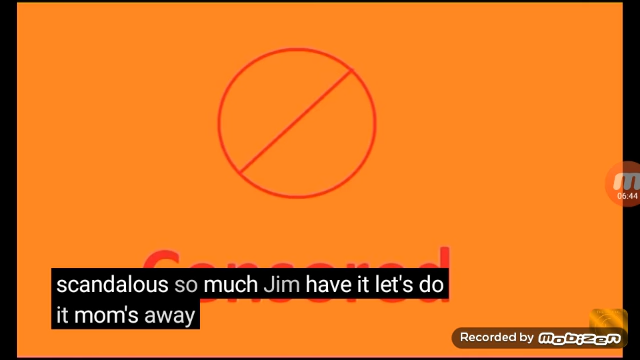 06:44
Censored
scandalous so much Jim have it let's do
it mom's away
Recorded by
MOBIZEN